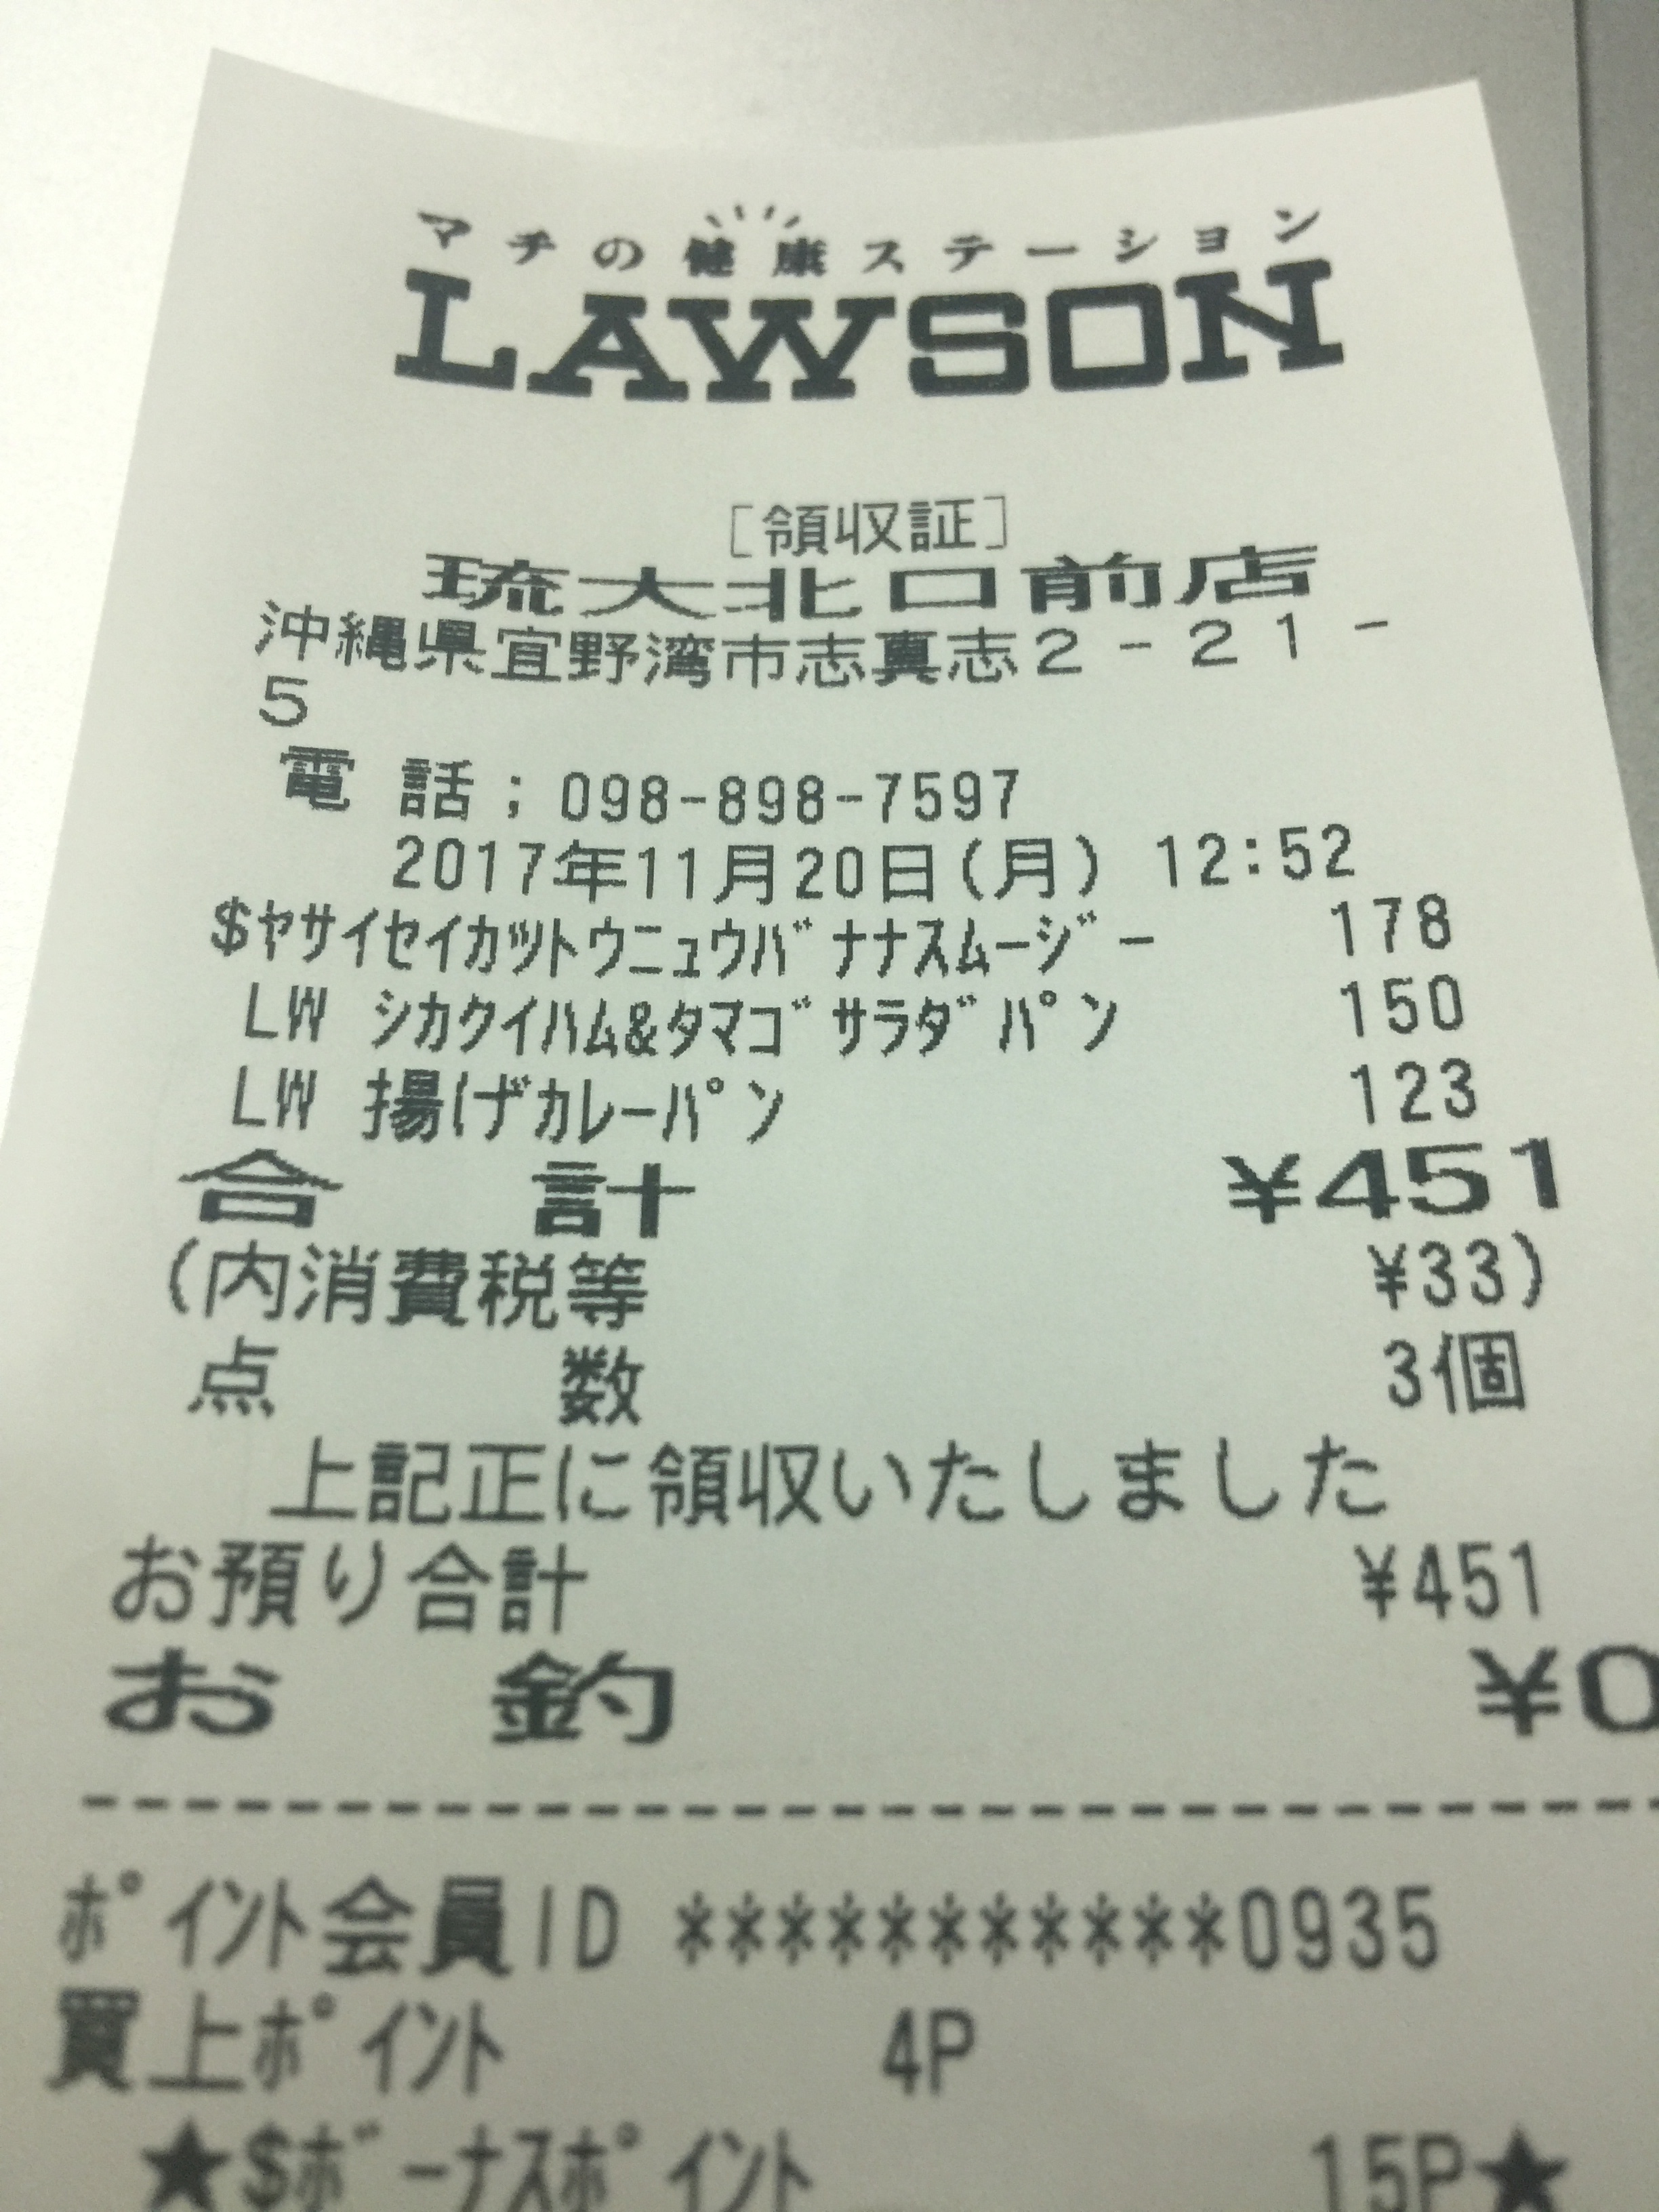 マチの健康ステーション
LAWSON
[領収証]
琉大北口前店
沖縄県宜野湾市志真志2-21-
5
電 話;098-898-7597
2017年11月20日(月) 12:52
$ヤサイセイカツトウニュウバナナスムージー 178
LW シカクイハム&タマゴサラダパン 150
LW 揚げカレーパン 123
合 計 ¥451
(内消費税等 ¥33)
点 数 3個
上記正に領収いたしました
お預り合計 ¥451
お 釣 ¥0
ポイント会員ID ***********0935
買上ポイント 4P
★$ボーナスポイント 15P★